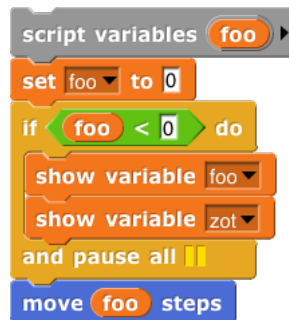 script variables foo
set foo to 0
if foo < 0 do
show variable foo
show variable zot
and pause all
move foo steps